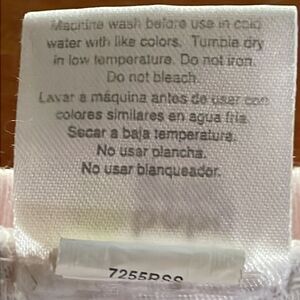 Machine wash before use in cold
water with like colors. Tumble dry
in low temperature. Do not iron.
Do not bleach.
Lavar a máquina antes de usar con
colores similares en agua fria.
Secar a baja temperatura.
No usar plancha.
No usar blanqueador.